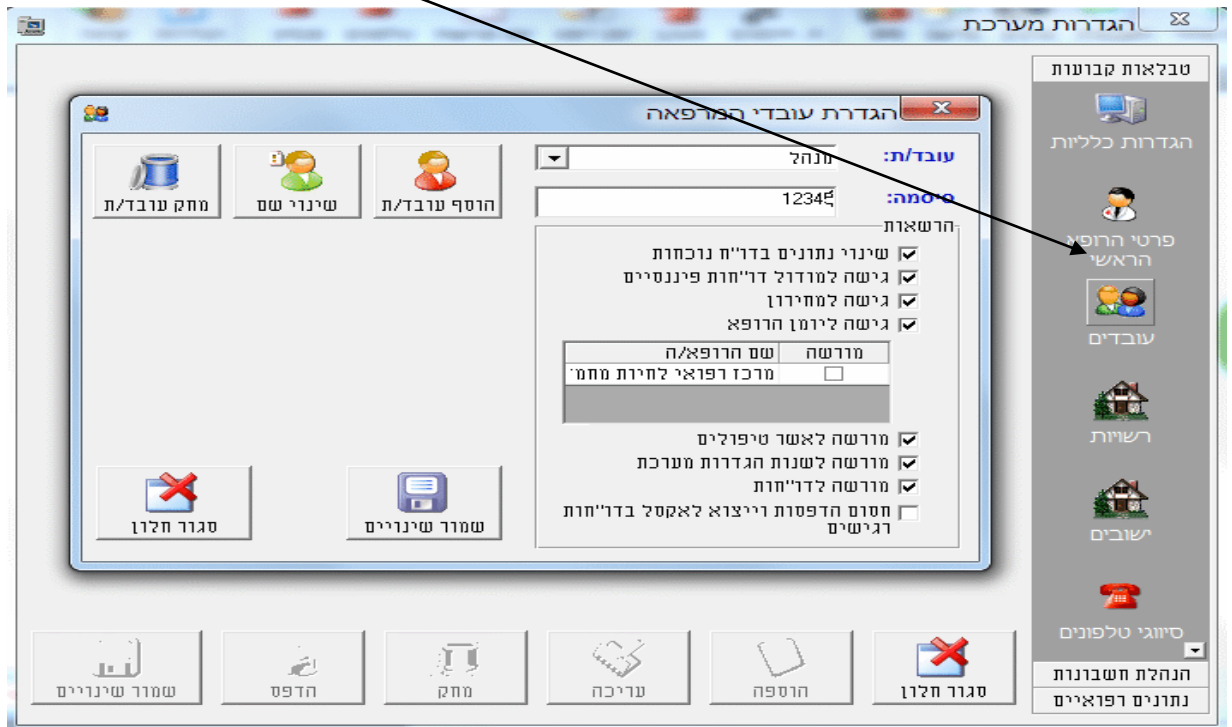 הגדרות מערכת
טבלאות קבועות
הגדרות כלליות
פרטי הרופא
הראשי
עובדים
רשויות
ישובים
סיווגי טלפונים
הנהלת חשבונות
נתונים רפואיים
הגדרת עובדי המרפאה
עובד/ת: מנהל
סיסמה: 12345
הוסף עובד/ת
שינוי שם
מחק עובד/ת
הרשאות
שינוי נתונים בדו"ח נוכחות
גישה למודול דו"חות פיננסיים
גישה למחירון
גישה ליומן הרופא
מורשה שם הרופא/ה
מרכז רפואי לחיות מחמ
מורשה לאשר טיפולים
מורשה לשנות הגדרות מערכת
מורשה לדו"חות
חסום הדפסות וייצוא לאקסל בדו"חות
רגישים
שמור שינויים
סגור חלון
סגור חלון
הוספה
עריכה
מחק
הדפס
שמור שינויים